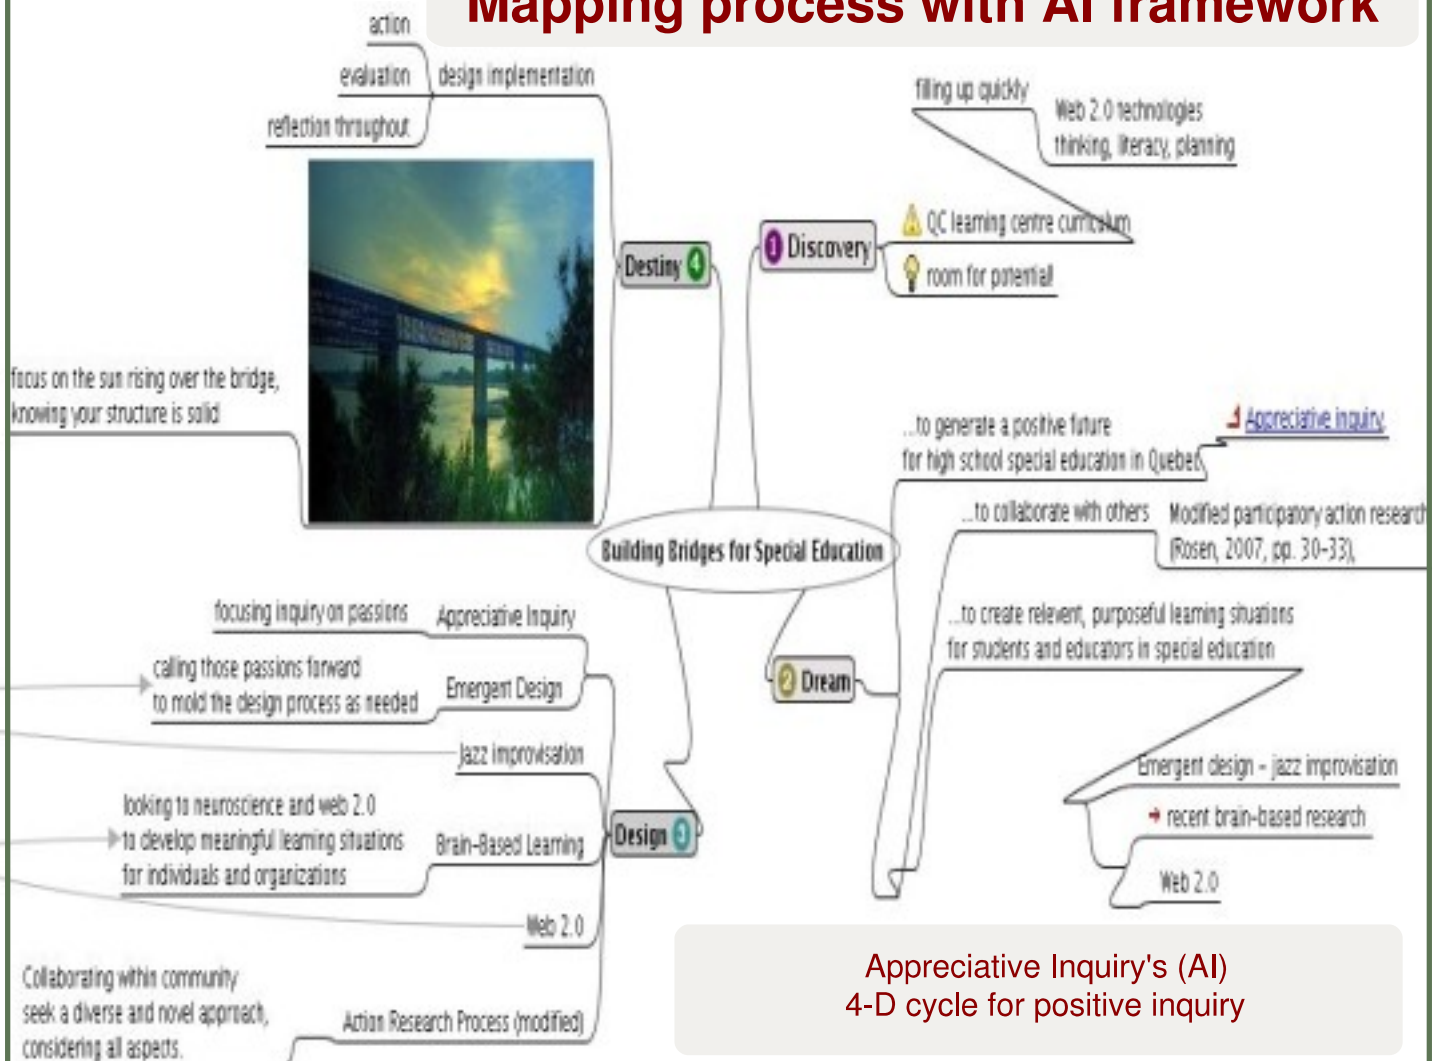 Mapping process with AI framework
action
evaluation
design implementation
reflection throughout
filling up quickly
Web 2.0 technologies
thinking, literacy, planning
QC learning centre curriculum
1 Discovery
room for potential!
Destiny 4
focus on the sun rising over the bridge,
knowing your structure is solid
...to generate a positive future
for high school special education in Quebec
Appreciative inquiry,
...to collaborate with others
Modified participatory action research
(Rosen, 2007, pp. 30-33),
Building Bridges for Special Education
...to create relevent, purposeful learning situations
for students and educators in special education
2 Dream
Emergent design - jazz improvisation
recent brain-based research
Web 2.0
focusing inquiry on passions
Appreciative Inquiry
calling those passions forward
to mold the design process as needed
Emergent Design
Jazz improvisation
looking to neuroscience and web 2.0
to develop meaningful learning situations
for individuals and organizations
Brain-Based Learning
Design 3
Web 2.0
Collaborating within community
seek a diverse and novel approach,
considering all aspects.
Action Research Process (modified)
Appreciative Inquiry's (AI)
4-D cycle for positive inquiry